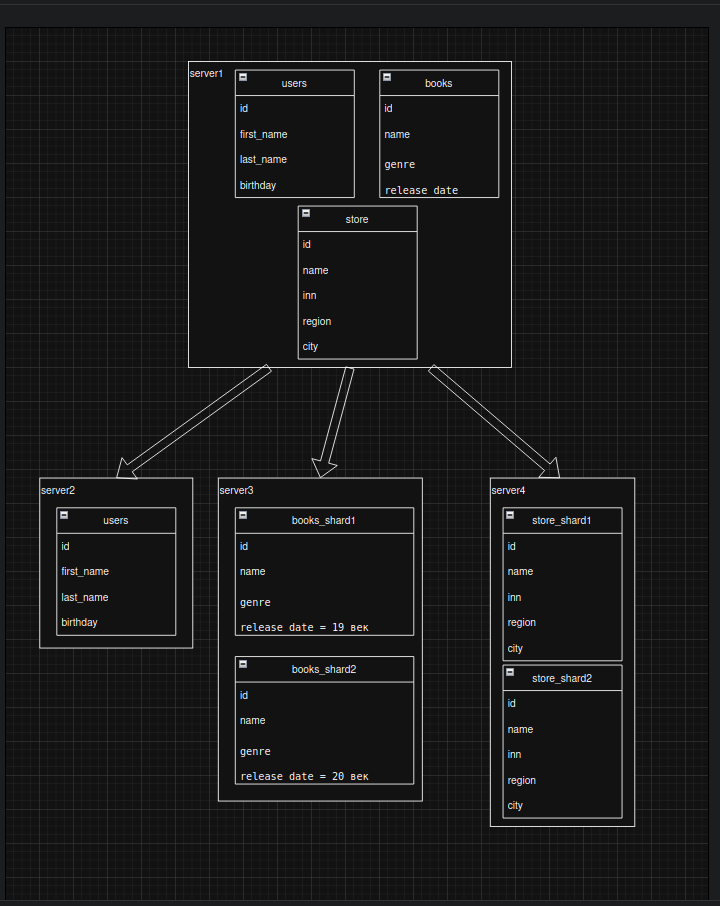 server1
users
id
first_name
last_name
birthday
books
id
name
genre
release date
store
id
name
inn
region
city
server2
users
id
first_name
last_name
birthday
server3
books_shard1
id
name
genre
release date = 19 век
books_shard2
id
name
genre
release date = 20 век
server4
store_shard1
id
name
inn
region
city
store_shard2
id
name
inn
region
city